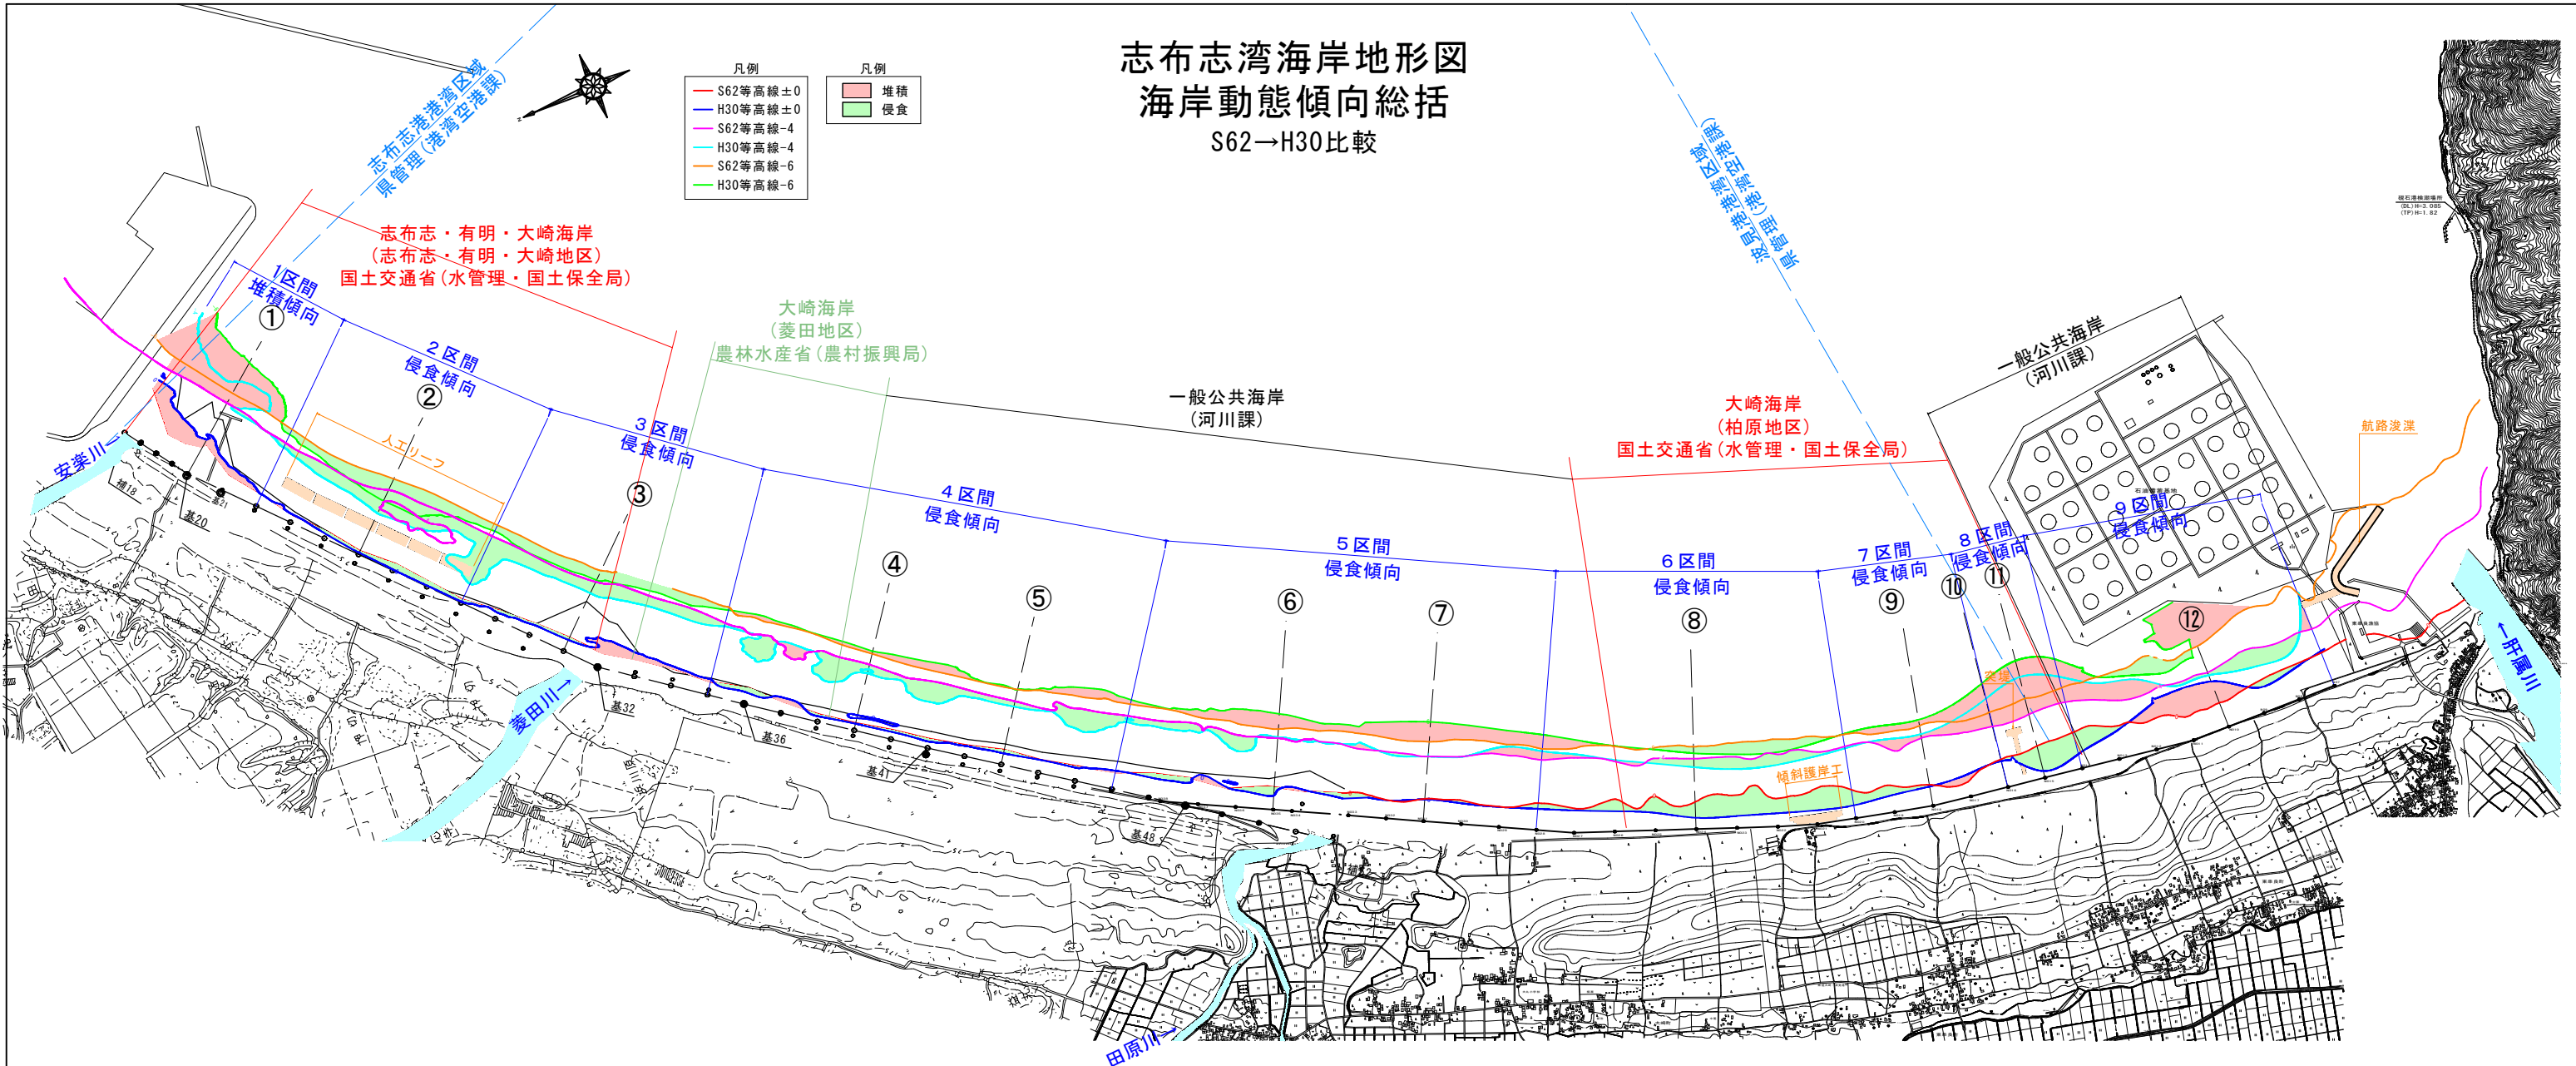 志布志湾海岸地形図
海岸動態傾向総括
S62→H30比較
凡例
S62等高線±0
H30等高線±0
S62等高線-4
H30等高線-4
S62等高線-6
H30等高線-6
凡例
堆積
侵食
志布志港港湾区域
県管理(港湾空港課)
志布志・有明・大崎海岸
(志布志・有明・大崎地区)
国土交通省(水管理・国土保全局)
大崎海岸
(菱田地区)
農林水産省(農村振興局)
一般公共海岸
(河川課)
大崎海岸
(柏原地区)
国土交通省(水管理・国土保全局)
波見港港湾区域
県管理(港湾空港課)
一般公共海岸
(河川課)
1区間
堆積傾向
2区間
侵食傾向
3区間
侵食傾向
4区間
侵食傾向
5区間
侵食傾向
6区間
侵食傾向
7区間
侵食傾向
8区間
侵食傾向
9区間
侵食傾向
①
②
③
④
⑤
⑥
⑦
⑧
⑨
⑩
⑪
⑫
人工リーフ
突堤
傾斜護岸工
航路浚渫
安楽川→
菱田川→
田原川→
←肝属川
補18
基20
基21
基32
基36
基41
基48
(DL)H=3.085
(TP)H=1.82